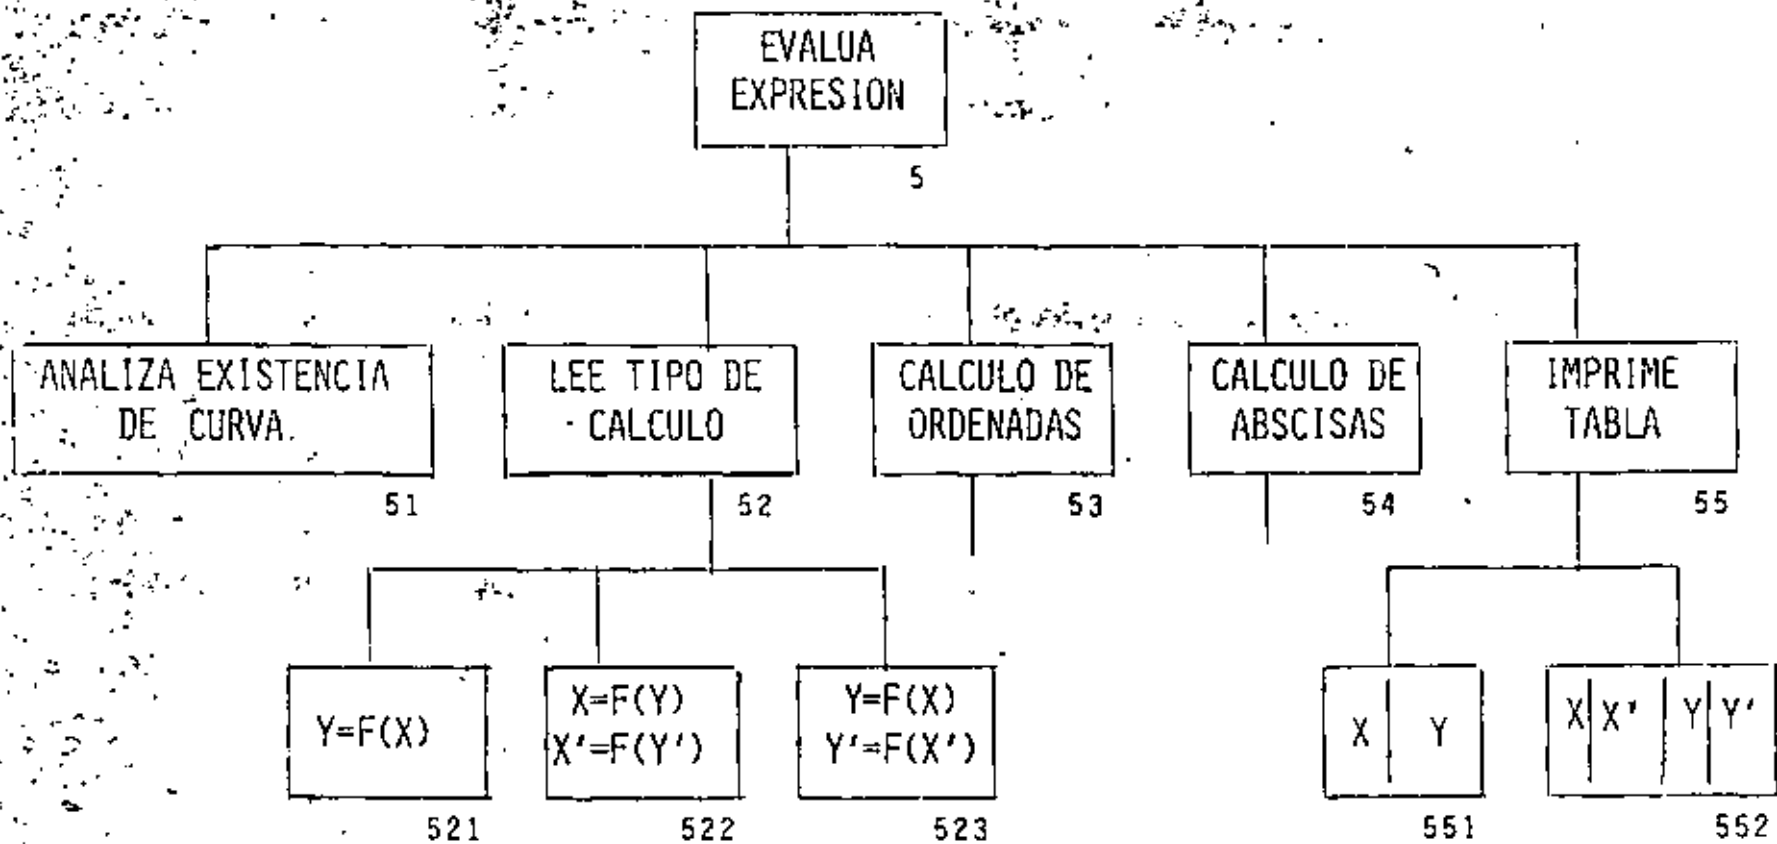 EVALUA
EXPRESION
5
ANALIZA EXISTENCIA
DE CURVA.
51
LEE TIPO DE
CALCULO
52
CALCULO DE
ORDENADAS
53
CALCULO DE
ABSCISAS
54
IMPRIME
TABLA
55
Y=F(X)
521
X=F(Y)
X'=F(Y')
522
Y=F(X)
Y'=F(X')
523
X Y
551
X X' Y Y'
552